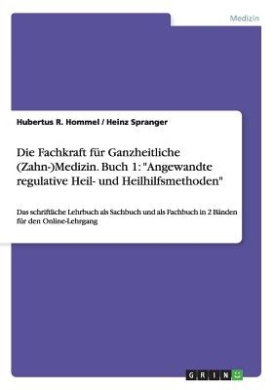 Medizin
Hubertus R. Hommel / Heinz Spranger
Die Fachkraft für Ganzheitliche
(Zahn-)Medizin. Buch 1: "Angewandte
regulative Heil- und Heilhilfsmethoden"
Das schriftliche Lehrbuch als Sachbuch und als Fachbuch in 2 Bänden
für den Online-Lehrgang
GRIN